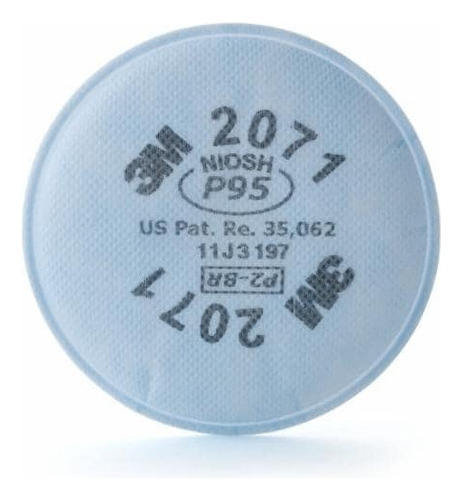 3M 2071
NIOSH
P95
US Pat. Re. 35,062
11J3197
P2-BR
3M 2071